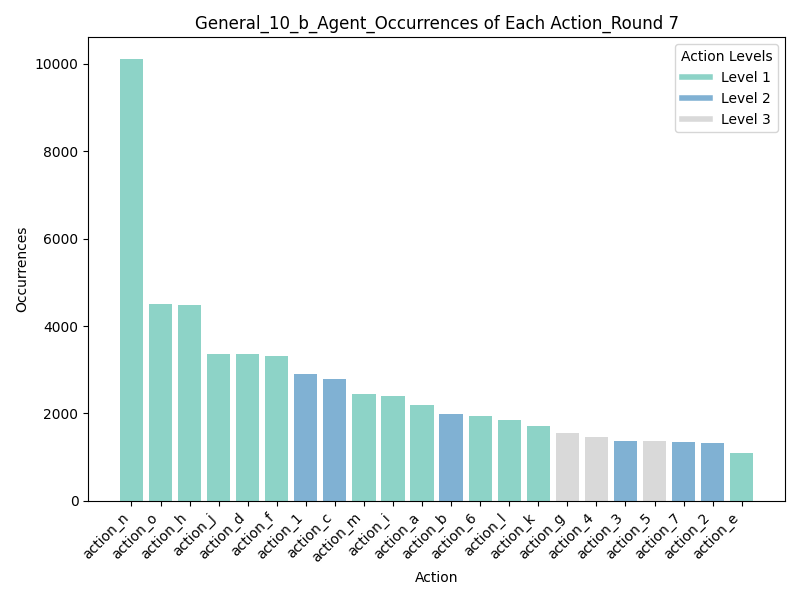 General_10_b_Agent_Occurrences of Each Action_Round 7
Action Levels
Level 1
Level 2
Level 3
Occurrences
10000
8000
6000
4000
2000
0
action_n
action_o
action_h
action_j
action_d
action_f
action_1
action_c
action_m
action_i
action_a
action_b
action_6
action_l
action_k
action_g
action_4
action_3
action_5
action_7
action_2
action_e
Action